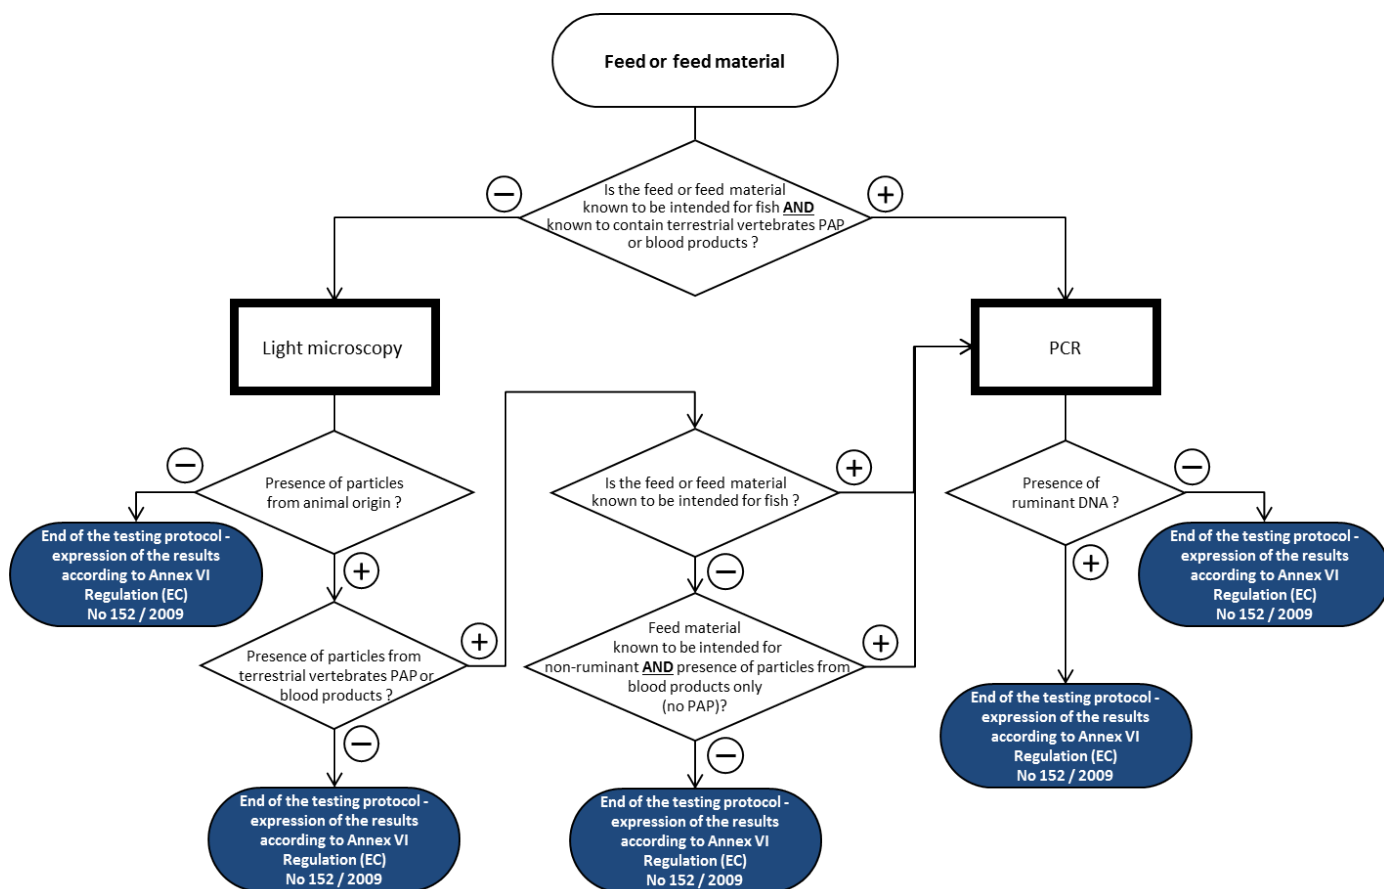 Feed or feed material
Is the feed or feed material
known to be intended for fish AND
known to contain terrestrial vertebrates PAP
or blood products ?
−
+
Light microscopy
PCR
Presence of particles
from animal origin ?
−
+
End of the testing protocol -
expression of the results
according to Annex VI
Regulation (EC)
No 152 / 2009
Is the feed or feed material
known to be intended for fish ?
+
−
Presence of
ruminant DNA ?
−
+
End of the testing protocol -
expression of the results
according to Annex VI
Regulation (EC)
No 152 / 2009
Presence of particles from
terrestrial vertebrates PAP or
blood products ?
+
−
Feed material
known to be intended for
non-ruminant AND presence of particles from
blood products only
(no PAP)?
+
−
End of the testing protocol -
expression of the results
according to Annex VI
Regulation (EC)
No 152 / 2009
End of the testing protocol -
expression of the results
according to Annex VI
Regulation (EC)
No 152 / 2009
End of the testing protocol -
expression of the results
according to Annex VI
Regulation (EC)
No 152 / 2009